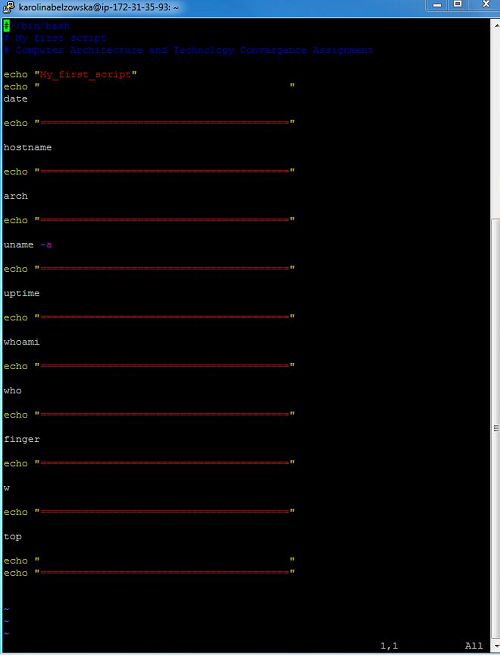 karolinabelzowska@ip-172-31-35-93: ~
#!/bin/bash
# My first script
# Computer Architecture and Technology Convergence Assignment
echo "My_first_script"
echo "                                         "
date
echo "========================================="
hostname
echo "========================================="
arch
echo "========================================="
uname -a
echo "========================================="
uptime
echo "========================================="
whoami
echo "========================================="
who
echo "========================================="
finger
echo "========================================="
w
echo "========================================="
top
echo "                                         "
echo "========================================="
~
~
~
1,1 All